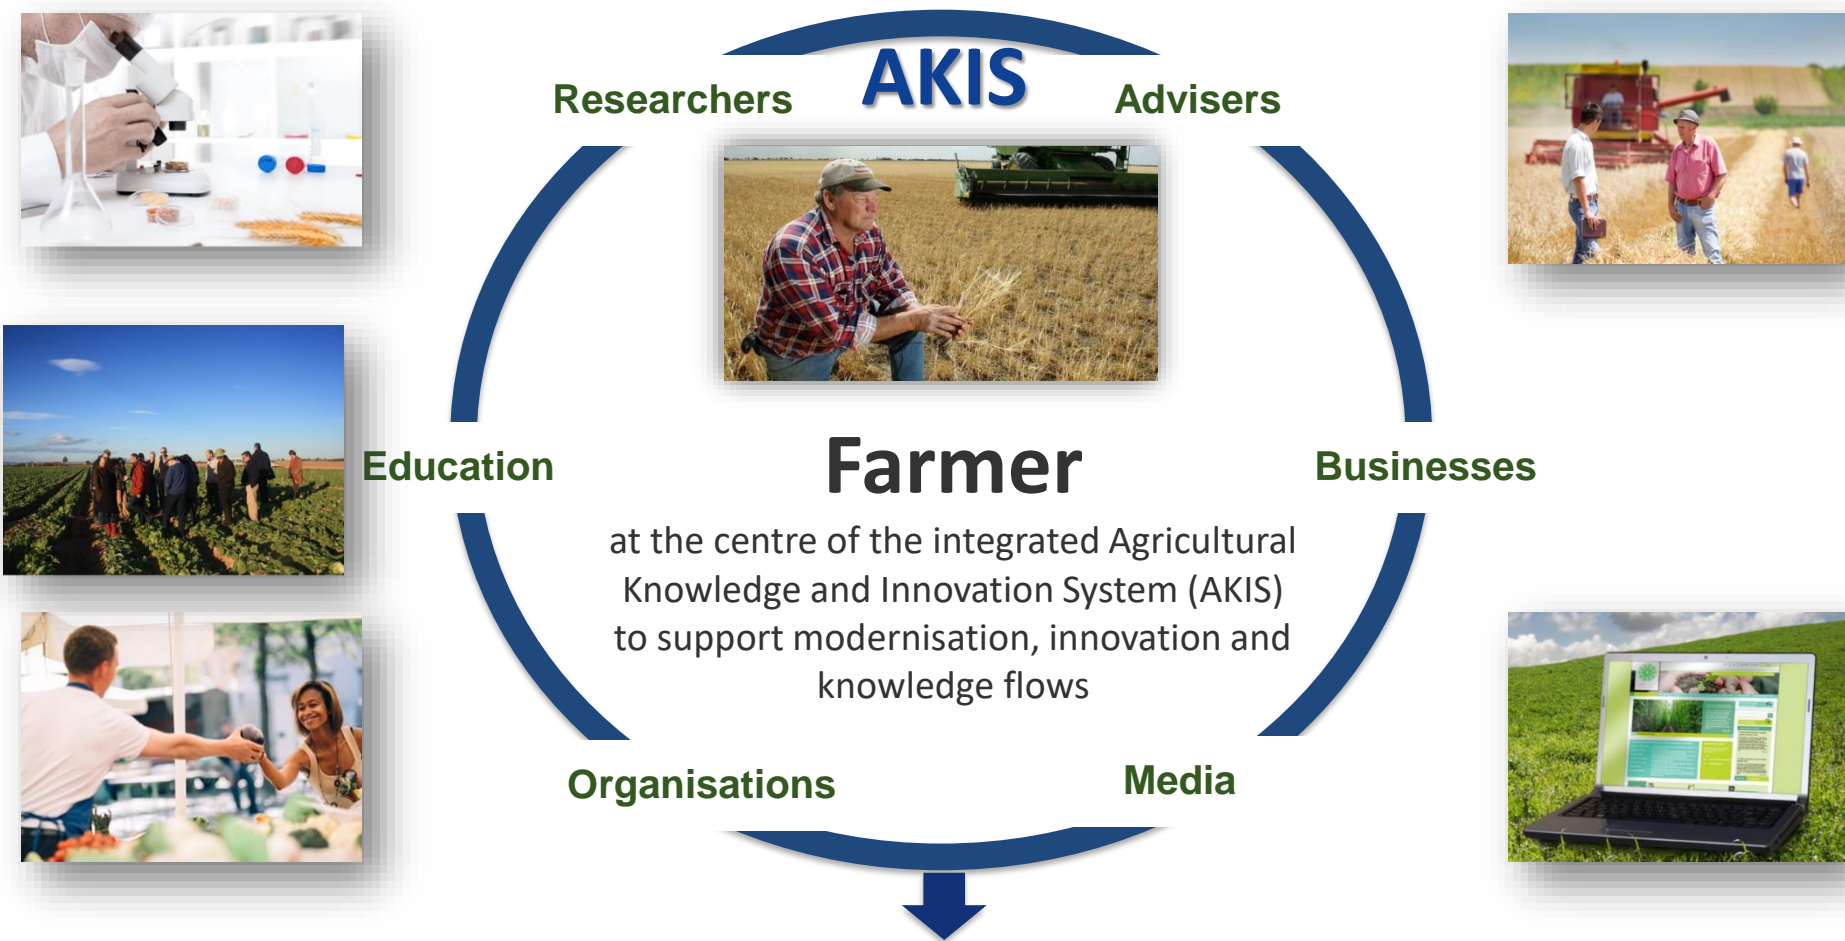 AKIS
Researchers
Advisers
Education
Farmer
Businesses
at the centre of the integrated Agricultural
Knowledge and Innovation System (AKIS)
to support modernisation, innovation and
knowledge flows
Organisations
Media